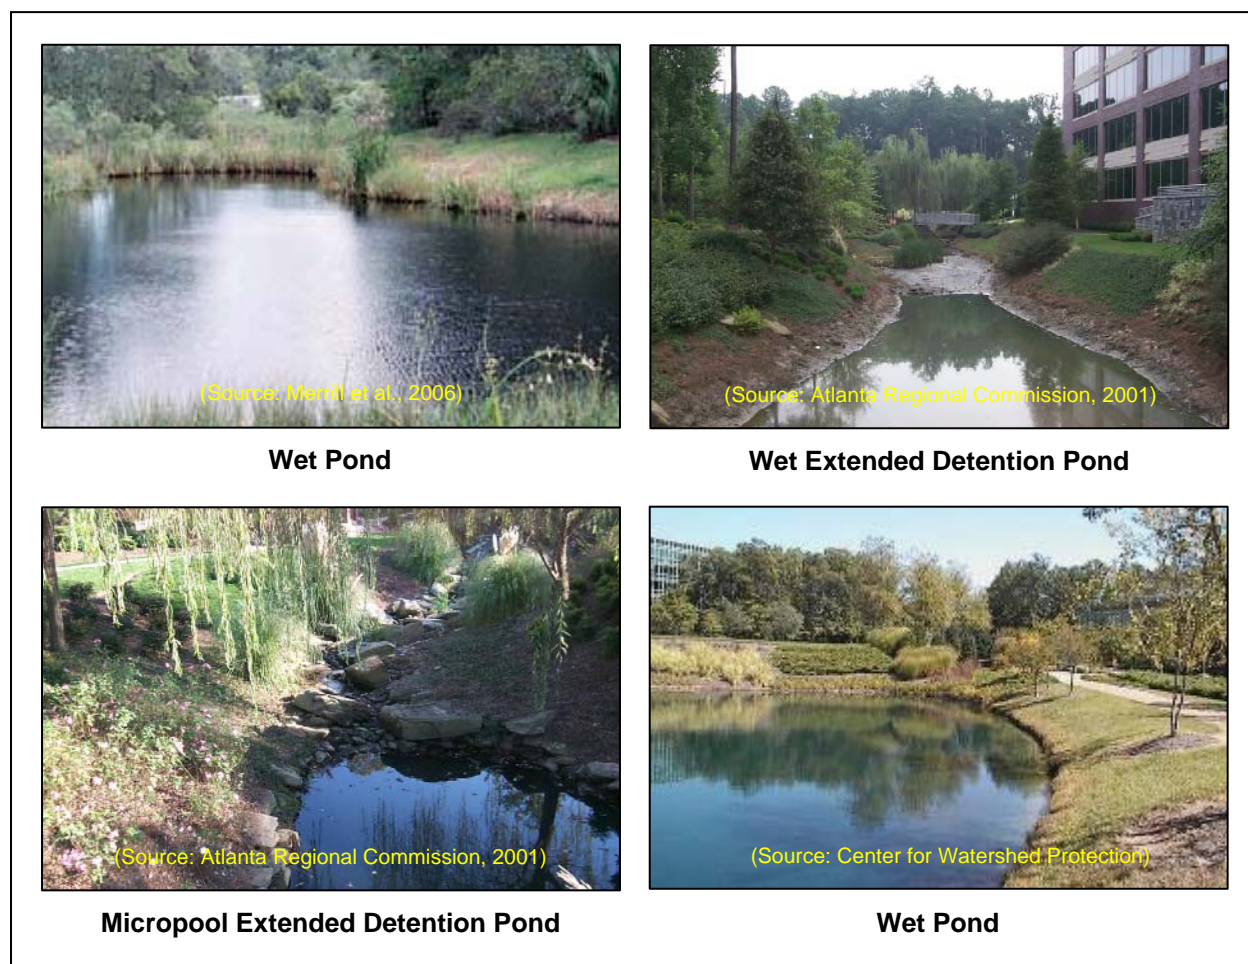 (Source: Merrill et al., 2006)
(Source: Atlanta Regional Commission, 2001)
Wet Pond
Wet Extended Detention Pond
(Source: Atlanta Regional Commission, 2001)
(Source: Center for Watershed Protection)
Micropool Extended Detention Pond
Wet Pond